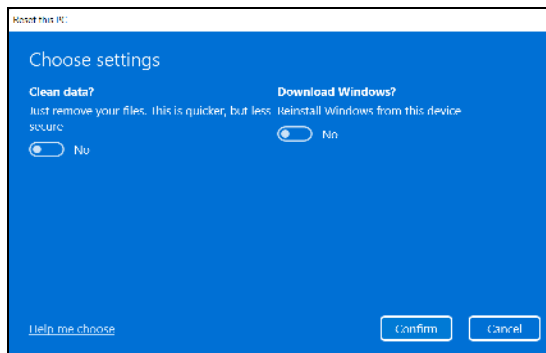 Reset this PC
Choose settings
Clean data?
Just remove your files. This is quicker, but less
secure
No
Download Windows?
Reinstall Windows from this device
No
Help me choose
Confirm
Cancel